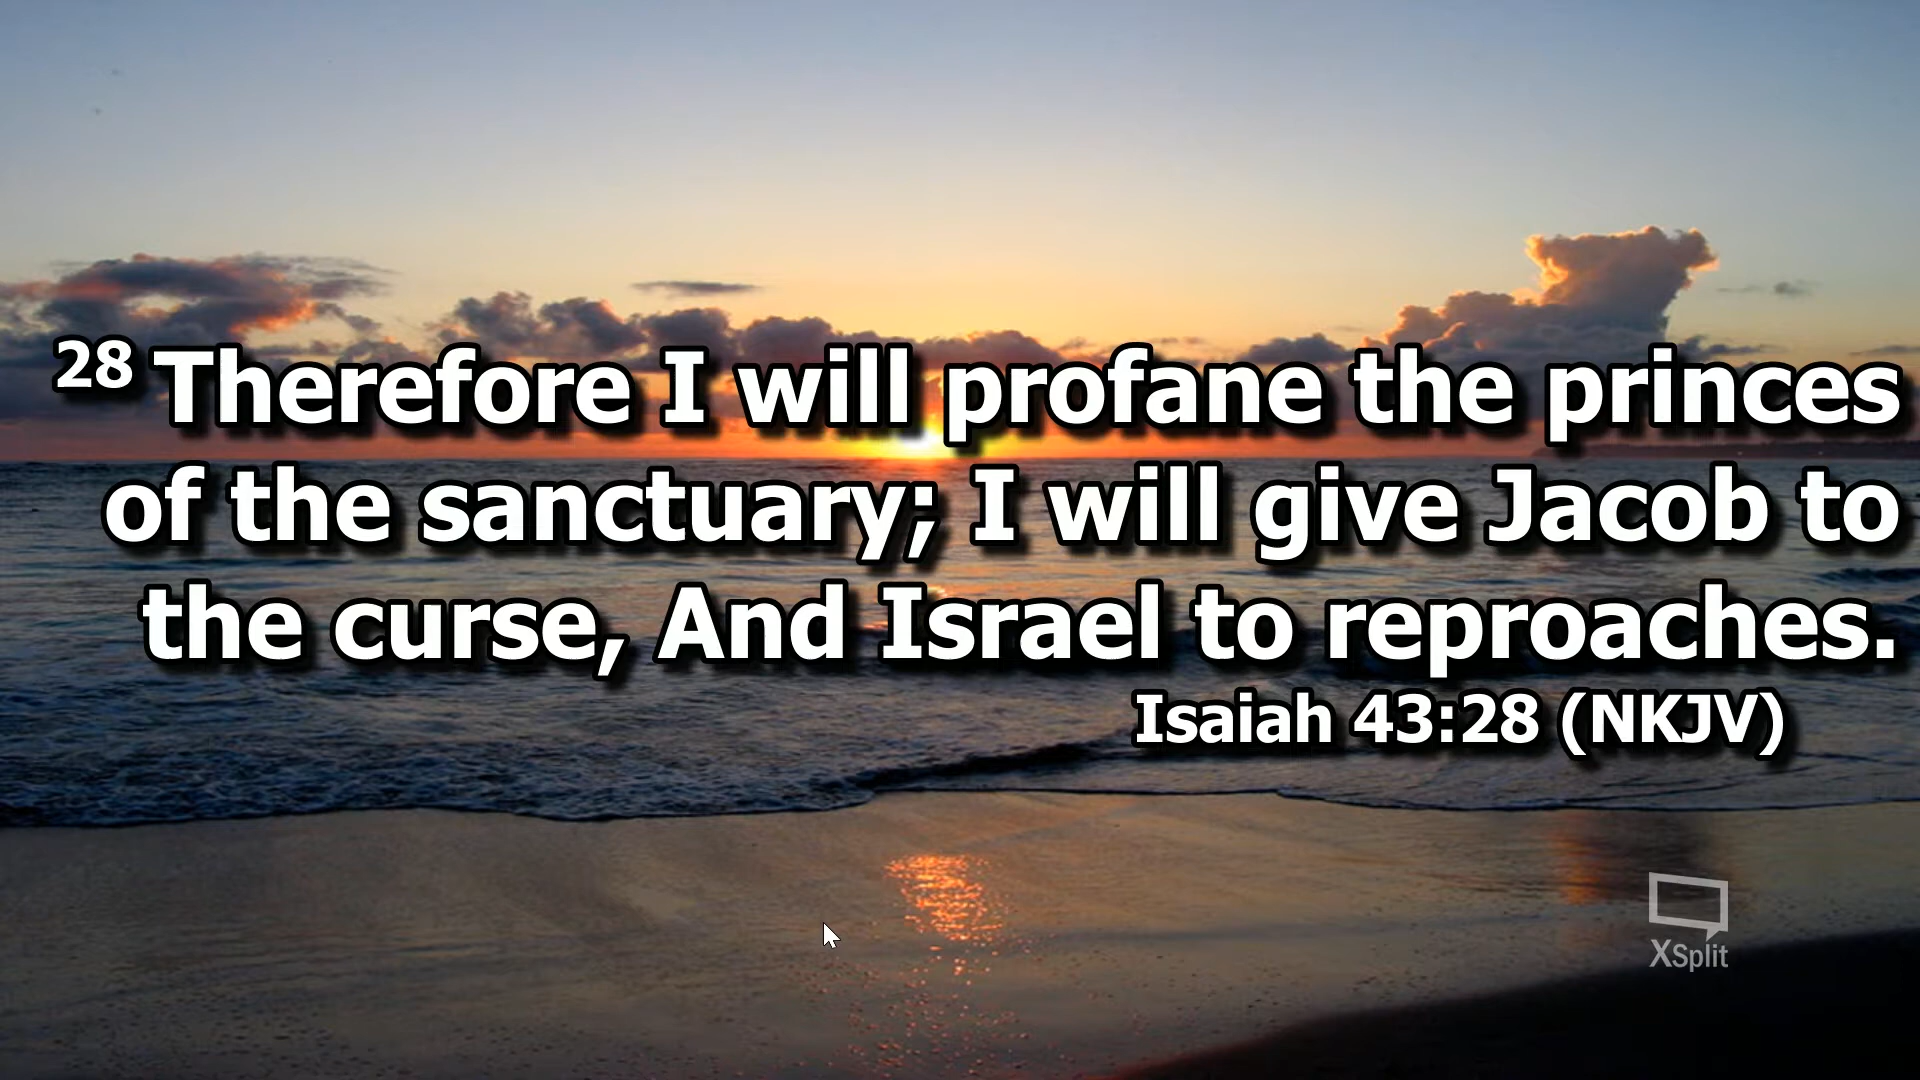 28 Therefore I will profane the princes
of the sanctuary; I will give Jacob to
the curse, And Israel to reproaches.
Isaiah 43:28 (NKJV)
XSplit